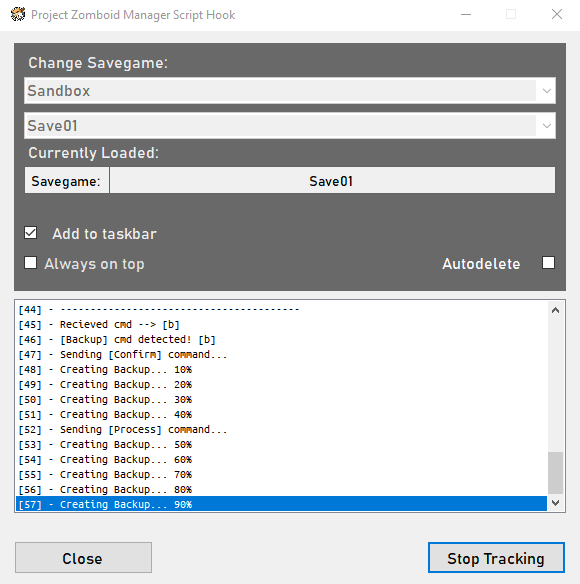 Project Zomboid Manager Script Hook
Change Savegame:
Sandbox
Save01
Currently Loaded:
Savegame: Save01
Add to taskbar
Always on top Autodelete
[44] - ----------------------------------------
[45] - Recieved cmd --> [b]
[46] - [Backup] cmd detected! [b]
[47] - Sending [Confirm] command...
[48] - Creating Backup... 10%
[49] - Creating Backup... 20%
[50] - Creating Backup... 30%
[51] - Creating Backup... 40%
[52] - Sending [Process] command...
[53] - Creating Backup... 50%
[54] - Creating Backup... 60%
[55] - Creating Backup... 70%
[56] - Creating Backup... 80%
[57] - Creating Backup... 90%
Close Stop Tracking